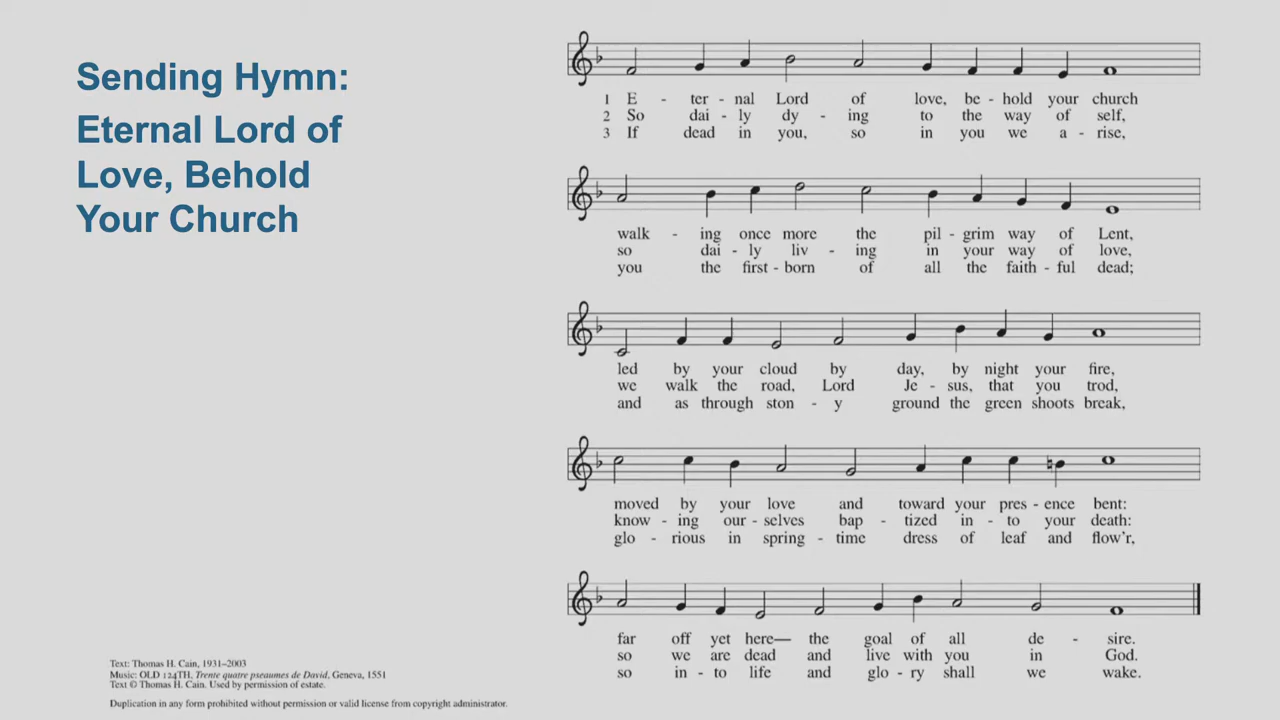 Sending Hymn:
Eternal Lord of
Love, Behold
Your Church
1 E - ter - nal Lord of love, be - hold your church
2 So dai - ly dy - ing to the way of self,
3 If dead in you, so in you we a - rise,
walk - ing once more the pil - grim way of Lent,
so dai - ly liv - ing in your way of love,
you the first - born of all the faith - ful dead;
led by your cloud by day, by night your fire,
we walk the road, Lord Je - sus, that you trod,
and as through ston - y ground the green shoots break,
moved by your love and toward your pres - ence bent:
know - ing our - selves bap - tized in - to your death:
glo - rious in spring - time dress of leaf and flow'r,
far off yet here— the goal of all de - sire.
so we are dead and live with you in God.
so in - to life and glo - ry shall we wake.
Text: Thomas H. Cain, 1931–2003
Music: OLD 124TH, Trente quatre pseaumes de David, Geneva, 1551
Text © Thomas H. Cain. Used by permission of estate.
Duplication in any form prohibited without permission or valid license from copyright administrator.